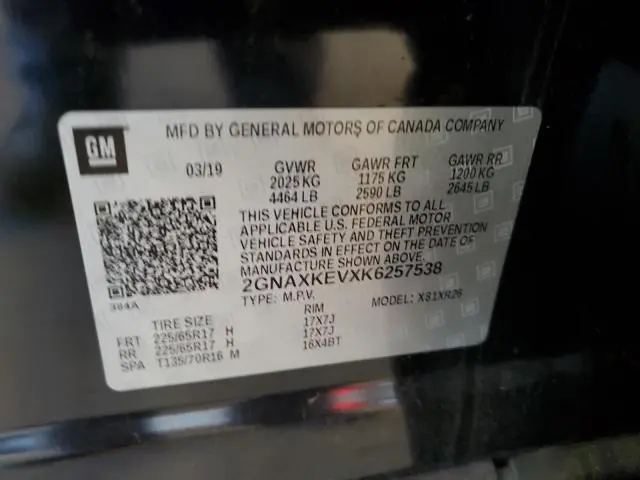 GM
MFD BY GENERAL MOTORS OF CANADA COMPANY
03/19 GVWR GAWR FRT GAWR RR
2025 KG 1175 KG 1200 KG
4464 LB 2590 LB 2645 LB
THIS VEHICLE CONFORMS TO ALL
APPLICABLE U.S. FEDERAL MOTOR
VEHICLE SAFETY AND THEFT PREVENTION
STANDARDS IN EFFECT ON THE DATE OF
MANUFACTURE SHOWN ABOVE.
2GNAXKEVXK6257538
384A TYPE: M.P.V. MODEL: XS1XR26
TIRE SIZE RIM
FRT 225/65R17 H 17X7J
RR 225/65R17 H 17X7J
SPA T135/70R16 M 16X4BT